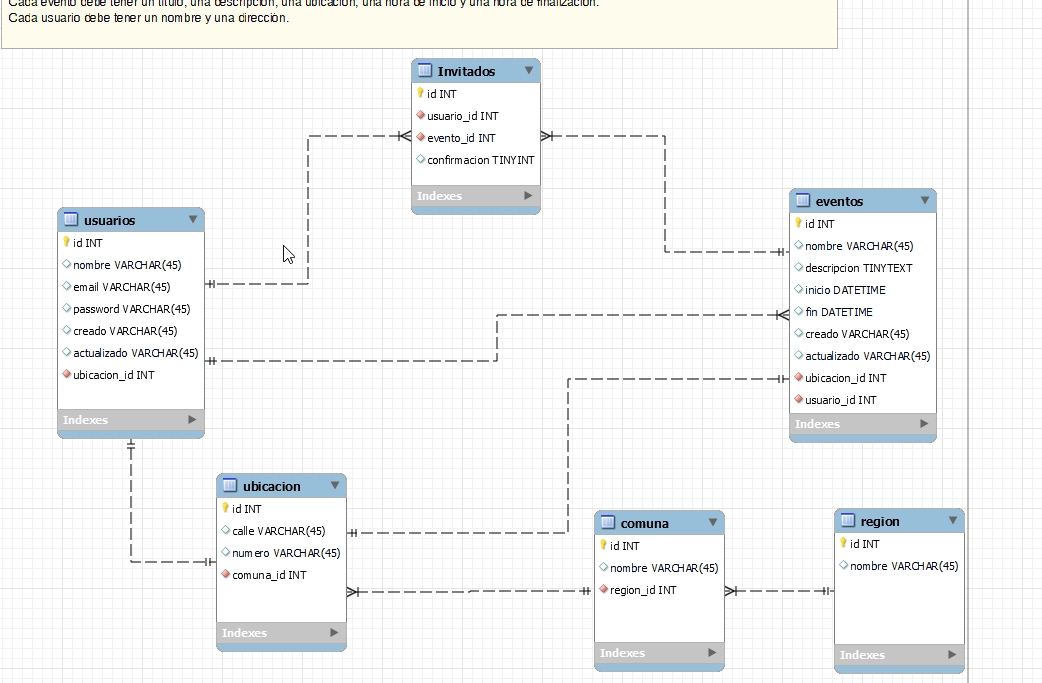 Cada evento debe tener un título, una descripción, una ubicación, una hora de inicio y una hora de finalización.
Cada usuario debe tener un nombre y una dirección.
Invitados
id INT
usuario_id INT
evento_id INT
confirmacion TINYINT
Indexes
usuarios
id INT
nombre VARCHAR(45)
email VARCHAR(45)
password VARCHAR(45)
creado VARCHAR(45)
actualizado VARCHAR(45)
ubicacion_id INT
Indexes
eventos
id INT
nombre VARCHAR(45)
descripcion TINYTEXT
inicio DATETIME
fin DATETIME
creado VARCHAR(45)
actualizado VARCHAR(45)
ubicacion_id INT
usuario_id INT
Indexes
ubicacion
id INT
calle VARCHAR(45)
numero VARCHAR(45)
comuna_id INT
Indexes
comuna
id INT
nombre VARCHAR(45)
region_id INT
Indexes
region
id INT
nombre VARCHAR(45)
Indexes